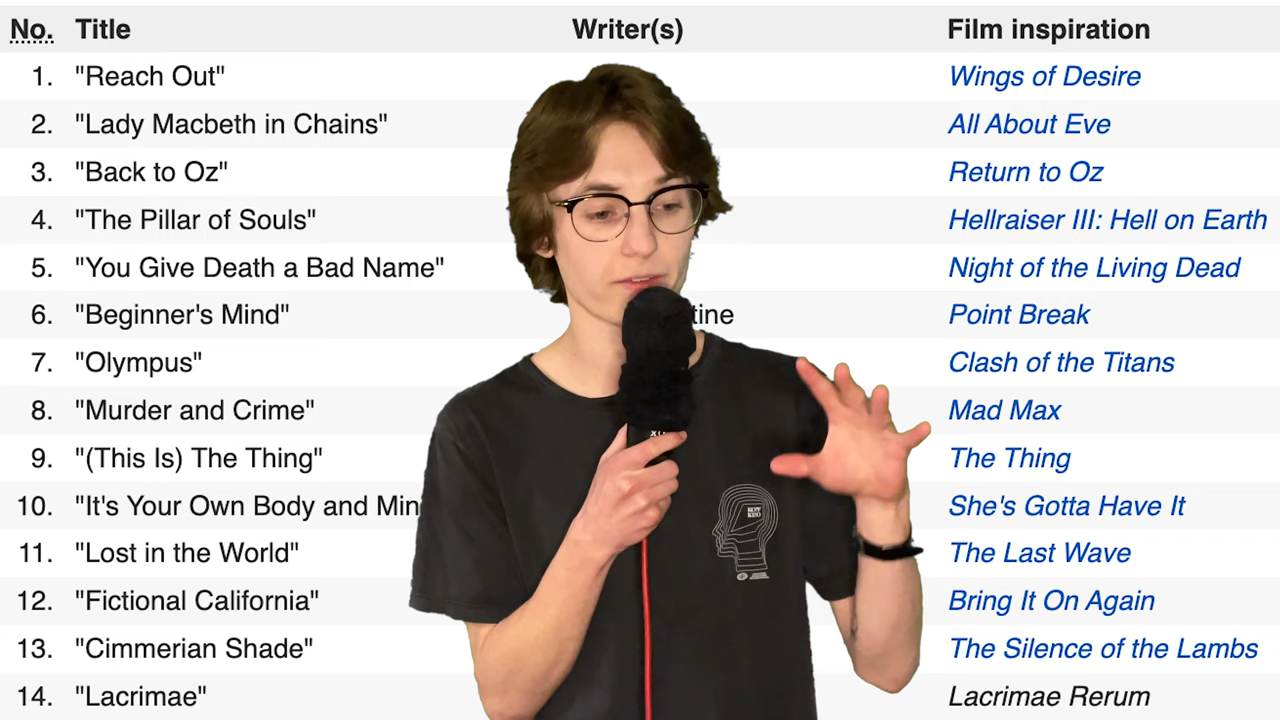 No. Title Writer(s) Film inspiration
1. "Reach Out" Wings of Desire
2. "Lady Macbeth in Chains" All About Eve
3. "Back to Oz" Return to Oz
4. "The Pillar of Souls" Hellraiser III: Hell on Earth
5. "You Give Death a Bad Name" Night of the Living Dead
6. "Beginner's Mind" tine Point Break
7. "Olympus" Clash of the Titans
8. "Murder and Crime" Mad Max
9. "(This Is) The Thing" The Thing
10. "It's Your Own Body and Min She's Gotta Have It
11. "Lost in the World" The Last Wave
12. "Fictional California" Bring It On Again
13. "Cimmerian Shade" The Silence of the Lambs
14. "Lacrimae" Lacrimae Rerum